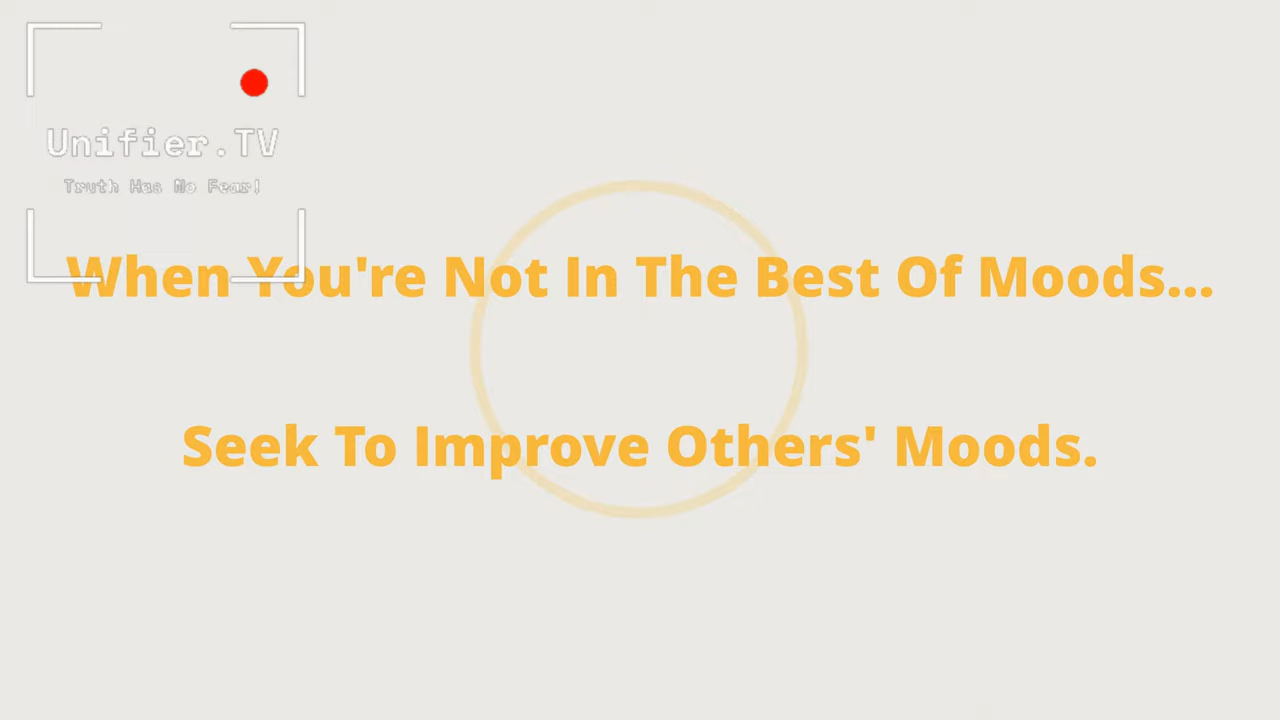 Unifier.TV
Truth Has No Fear!
When You're Not In The Best Of Moods...
Seek To Improve Others' Moods.